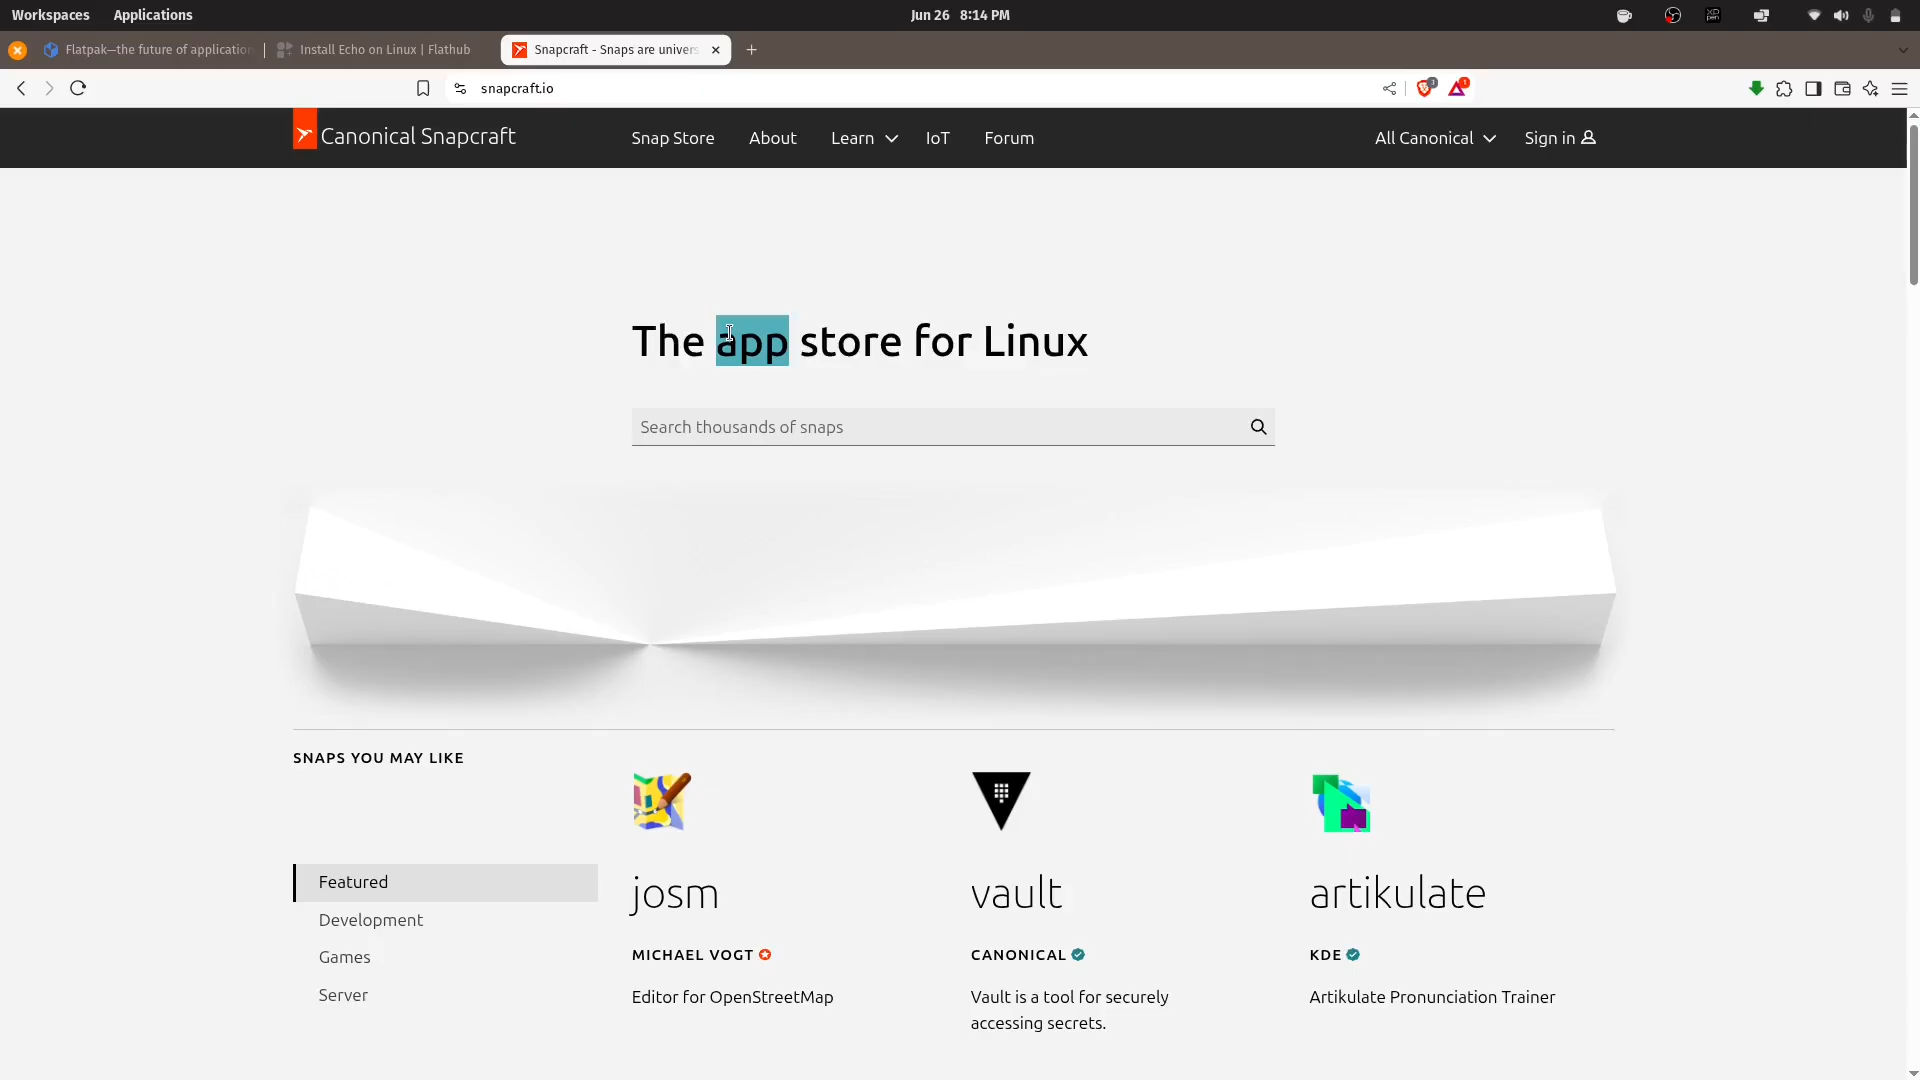 Workspaces Applications Jun 26 8:14 PM
Flatpak—the future of application Install Echo on Linux | Flathub Snapcraft - Snaps are univers
snapcraft.io 3 1
Canonical Snapcraft Snap Store About Learn IoT Forum All Canonical Sign in
The app store for Linux
Search thousands of snaps
SNAPS YOU MAY LIKE
Featured
Development
Games
Server
josm
MICHAEL VOGT
Editor for OpenStreetMap
vault
CANONICAL
Vault is a tool for securely
accessing secrets.
artikulate
KDE
Artikulate Pronunciation Trainer